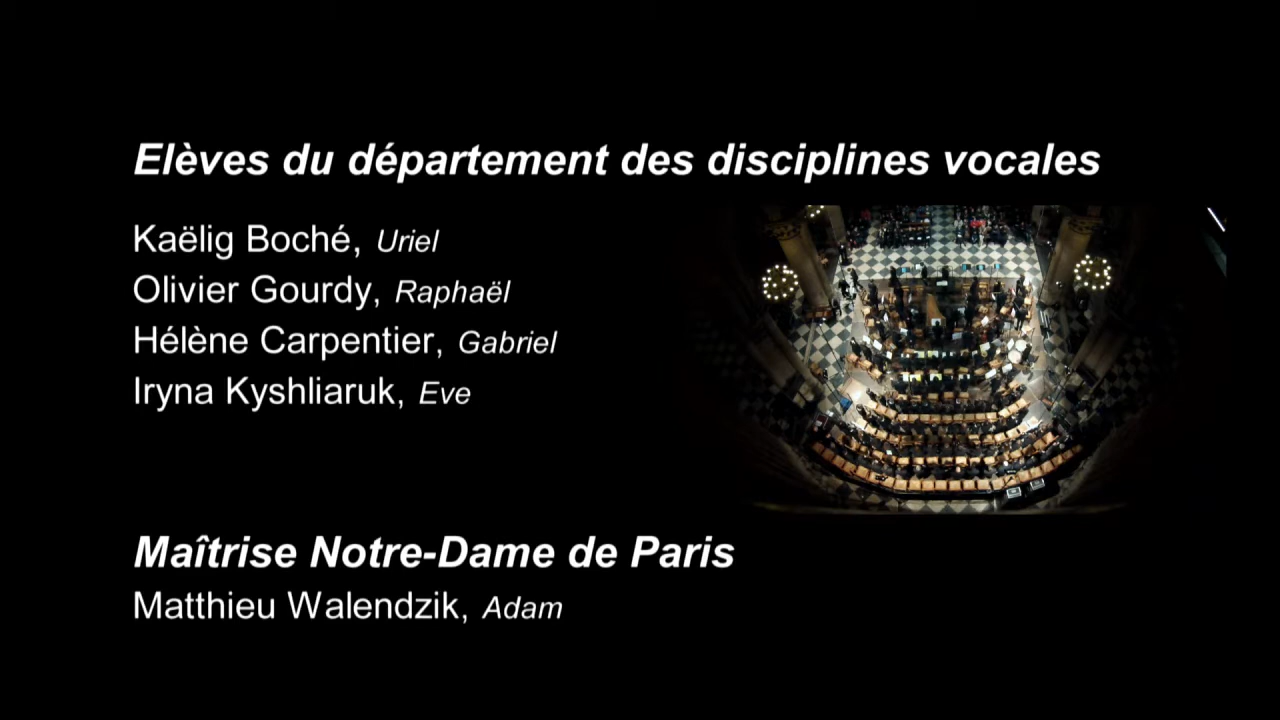 Elèves du département des disciplines vocales
Kaëlig Boché, Uriel
Olivier Gourdy, Raphaël
Hélène Carpentier, Gabriel
Iryna Kyshliaruk, Eve
Maîtrise Notre-Dame de Paris
Matthieu Walendzik, Adam